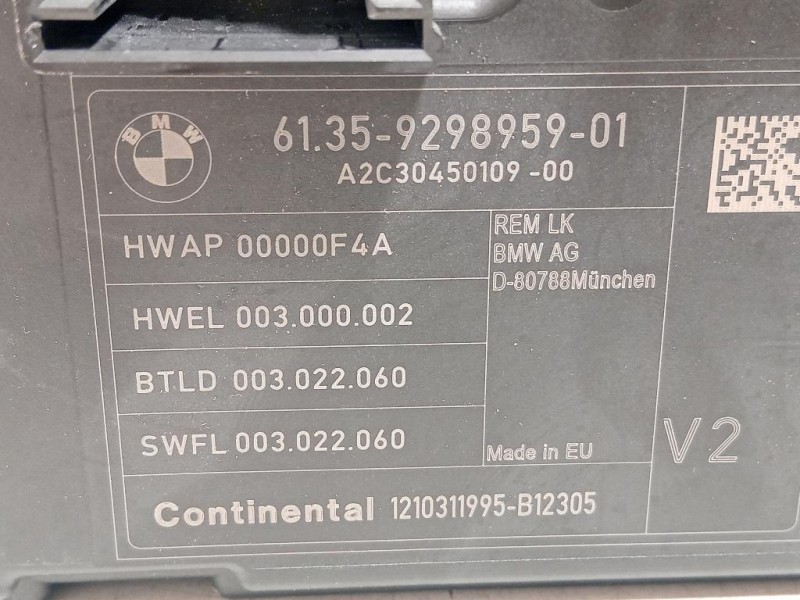 BMW
61.35-9298959-01
A2C30450109-00
HWAP 00000F4A
REM LK
BMW AG
D-80788München
HWEL 003.000.002
BTLD 003.022.060
SWFL 003.022.060
Made in EU
V2
Continental 1210311995-B12305